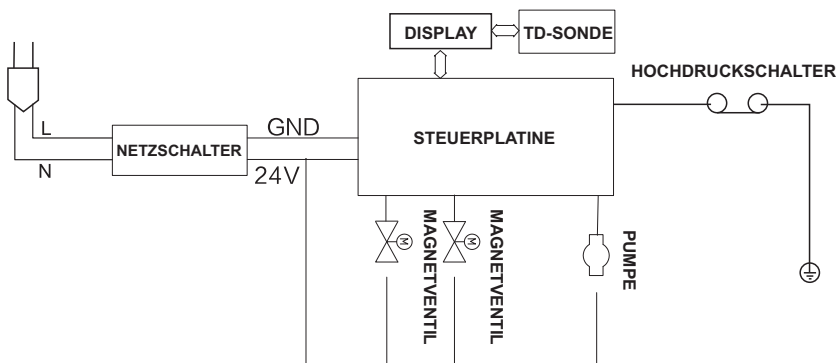 DISPLAY
TD-SONDE
HOCHDRUCKSCHALTER
L
N
NETZSCHALTER
GND
24V
STEUERPLATINE
M
MAGNETVENTIL
M
MAGNETVENTIL
PUMPE